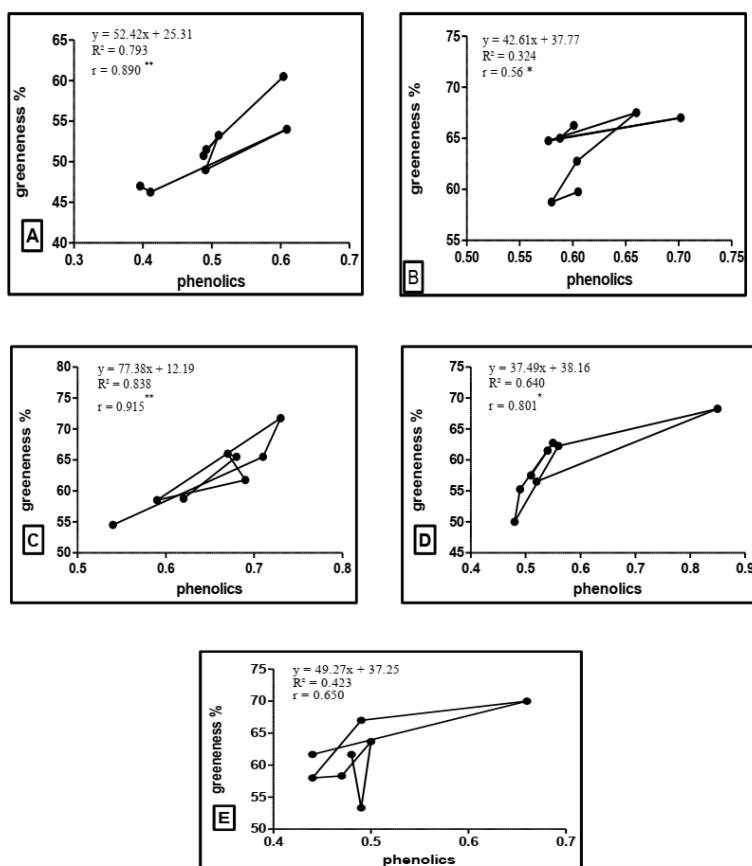 y = 52.42x + 25.31
R² = 0.793
r = 0.890 **
greeneness %
65
60
55
50
45
40
0.3 0.4 0.5 0.6 0.7
phenolics
A
y = 42.61x + 37.77
R² = 0.324
r = 0.56 *
greeneness %
75
70
65
60
55
0.50 0.55 0.60 0.65 0.70 0.75
phenolics
B
y = 77.38x + 12.19
R² = 0.838
r = 0.915 **
greeneness %
80
75
70
65
60
55
50
0.5 0.6 0.7 0.8
phenolics
C
y = 37.49x + 38.16
R² = 0.640
r = 0.801 *
greeneness %
75
70
65
60
55
50
45
0.4 0.5 0.6 0.7 0.8 0.9
phenolics
D
y = 49.27x + 37.25
R² = 0.423
r = 0.650
greeneness %
75
70
65
60
55
50
0.4 0.5 0.6 0.7
phenolics
E